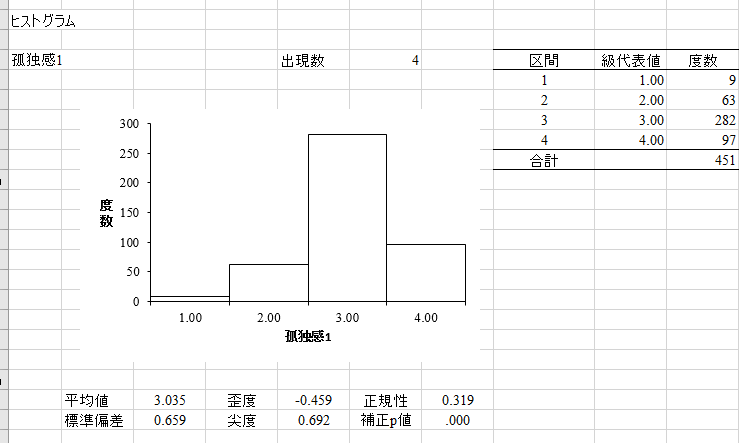 ヒストグラム
孤独感1 出現数 4
区間 級代表値 度数
1 1.00 9
2 2.00 63
3 3.00 282
4 4.00 97
合計 451
300
250
200
150
100
50
0
度数
1.00 2.00 3.00 4.00
孤独感1
平均値 3.035 歪度 -0.459 正規性 0.319
標準偏差 0.659 尖度 0.692 補正p値 .000